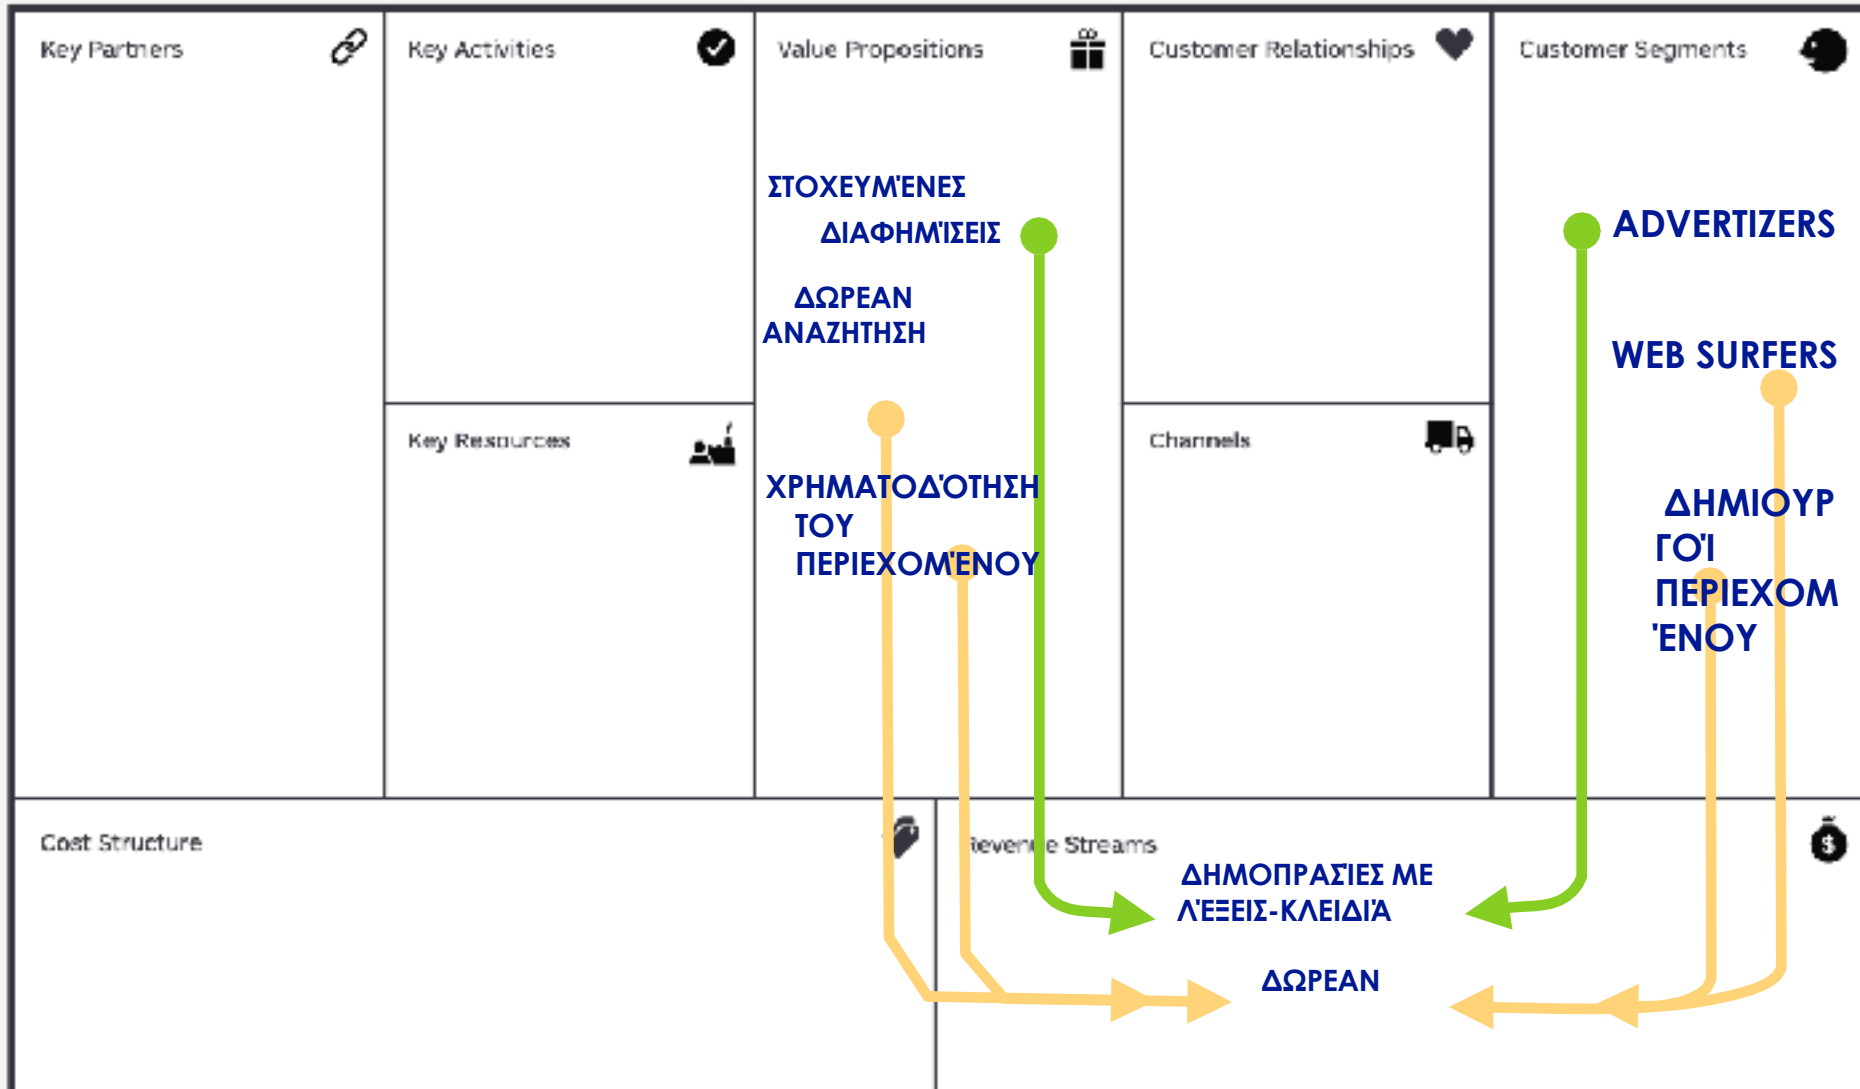 Key Partners
Key Activities
Value Propositions
Customer Relationships
Customer Segments
ΣΤΟΧΕΥΜΈΝΕΣ
ΔΙΑΦΗΜΊΣΕΙΣ
ΔΩΡΕΑΝ
ΑΝΑΖΗΤΗΣΗ
ADVERTIZERS
WEB SURFERS
Key Resources
Channels
ΧΡΗΜΑΤΟΔΌΤΗΣΗ
ΤΟΥ
ΠΕΡΙΕΧΟΜΈΝΟΥ
ΔΗΜΙΟΥΡ
ΓΟΊ
ΠΕΡΙΕΧΟΜ
ΈΝΟΥ
Cost Structure
Revenue Streams
ΔΗΜΟΠΡΑΣΊΕΣ ΜΕ
ΛΈΞΕΙΣ-ΚΛΕΙΔΙΆ
ΔΩΡΕΑΝ